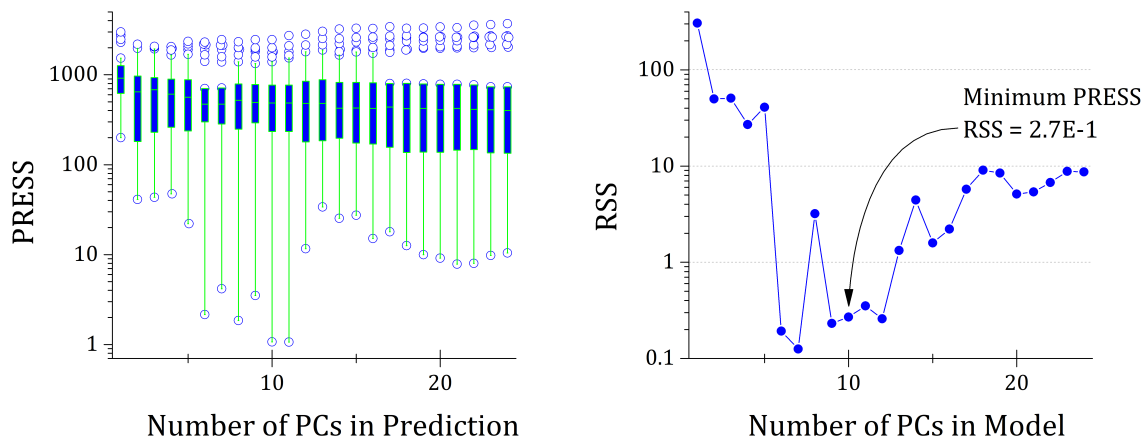 PRESS
1000
100
10
1
10
20
Number of PCs in Prediction
RSS
100
10
1
0.1
Minimum PRESS
RSS = 2.7E-1
10
20
Number of PCs in Model